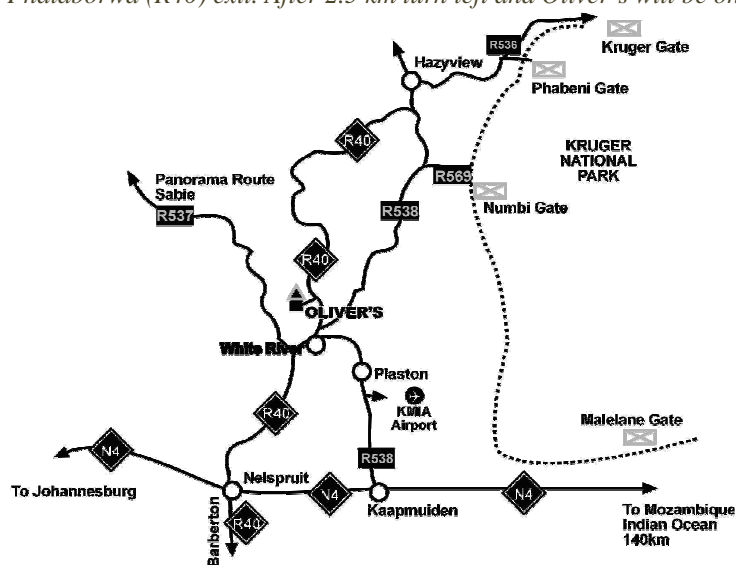 Phalaborwa (R40) exit. After 2.5 km turn left and Oliver's will be on
R536
Kruger Gate
Hazyview
Phabeni Gate
R40
KRUGER
NATIONAL
PARK
Panorama Route
Sabie
R569
R537
R538
Numbi Gate
R40
OLIVER'S
White River
Plaston
R40
KMIA
Airport
Malelane Gate
N4
R538
Nelspruit
To Johannesburg
N4
N4
Kaapmuiden
Barberton
R40
To Mozambique
Indian Ocean
140km